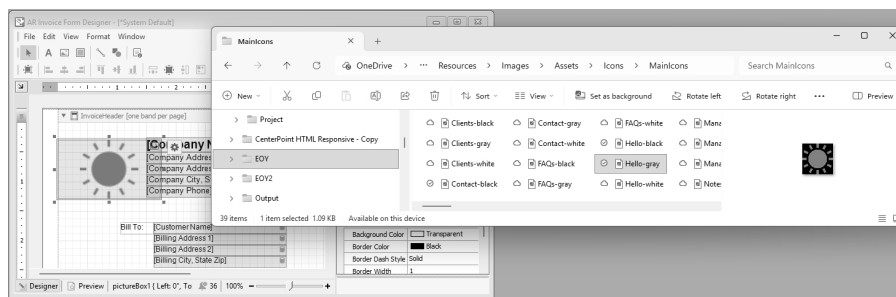 AR Invoice Form Designer - [*System Default]
File Edit View Format Window
InvoiceHeader [one band per page]
[Company Addres
[Company Addres
[Company City, S
[Company Phone
Bill To: [Customer Name]
[Billing Address 1]
[Billing Address 2]
[Billing City, State Zip]
Designer Preview pictureBox1 { Left: 0", To 36 100%
MainIcons
OneDrive > ... Resources > Images > Assets > Icons > MainIcons
Search MainIcons
New Sort View Set as background Rotate left Rotate right ... Preview
Project
CenterPoint HTML Responsive - Copy
EOY
EOY2
Output
Clients-black Contact-gray FAQs-white Mana
Clients-gray Contact-white Hello-black Mana
Clients-white FAQs-black Hello-gray Mana
Contact-black FAQs-gray Hello-white Note
39 items 1 item selected 1.09 KB Available on this device
Background Color Transparent
Border Color Black
Border Dash Style Solid
Border Width 1